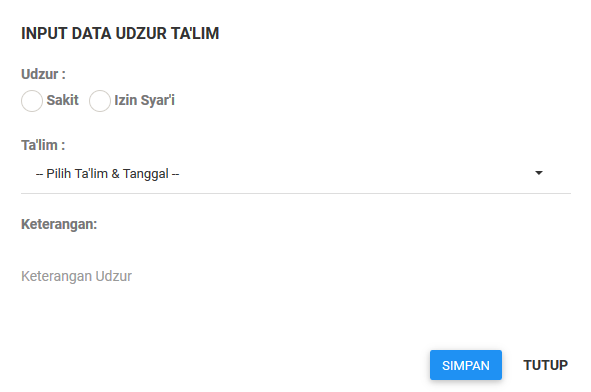 INPUT DATA UDZUR TA'LIM
Udzur :
Sakit Izin Syar'i
Ta'lim :
-- Pilih Ta'lim & Tanggal --
Keterangan:
Keterangan Udzur
SIMPAN TUTUP